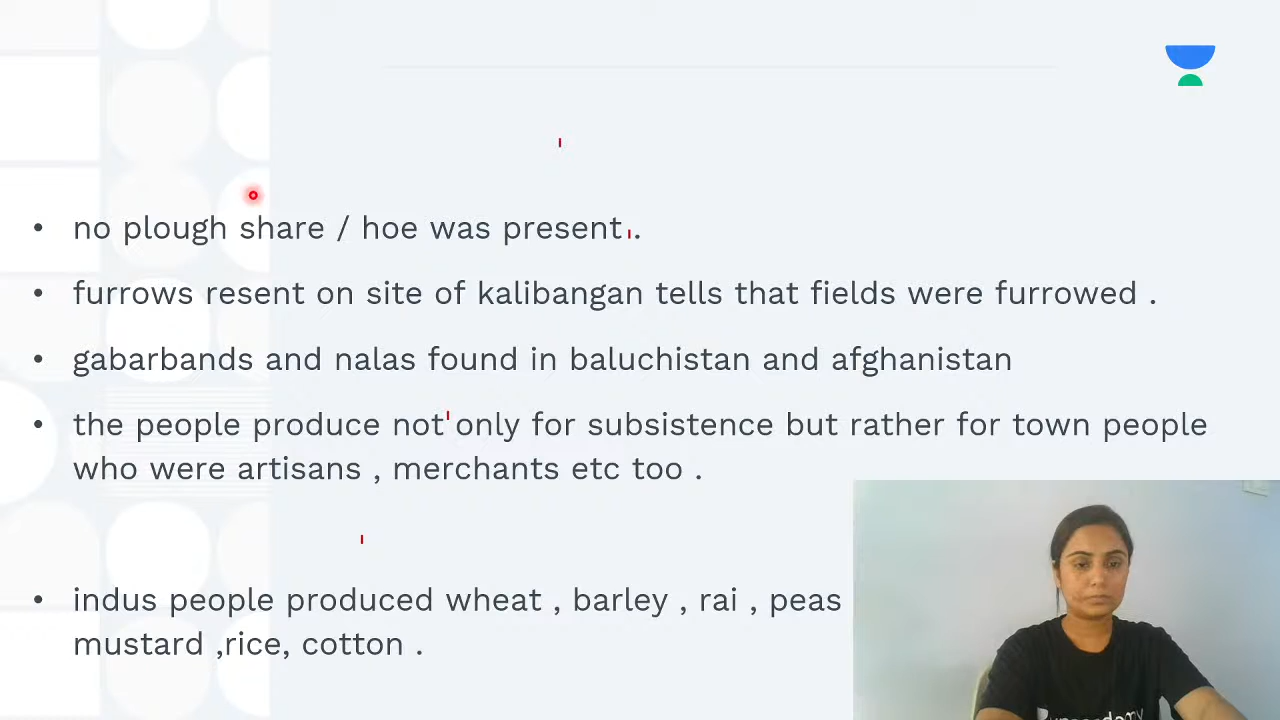 • no plough share / hoe was present .
• furrows resent on site of kalibangan tells that fields were furrowed .
• gabarbands and nalas found in baluchistan and afghanistan
• the people produce not only for subsistence but rather for town people
who were artisans , merchants etc too .
• indus people produced wheat , barley , rai , peas
mustard ,rice, cotton .